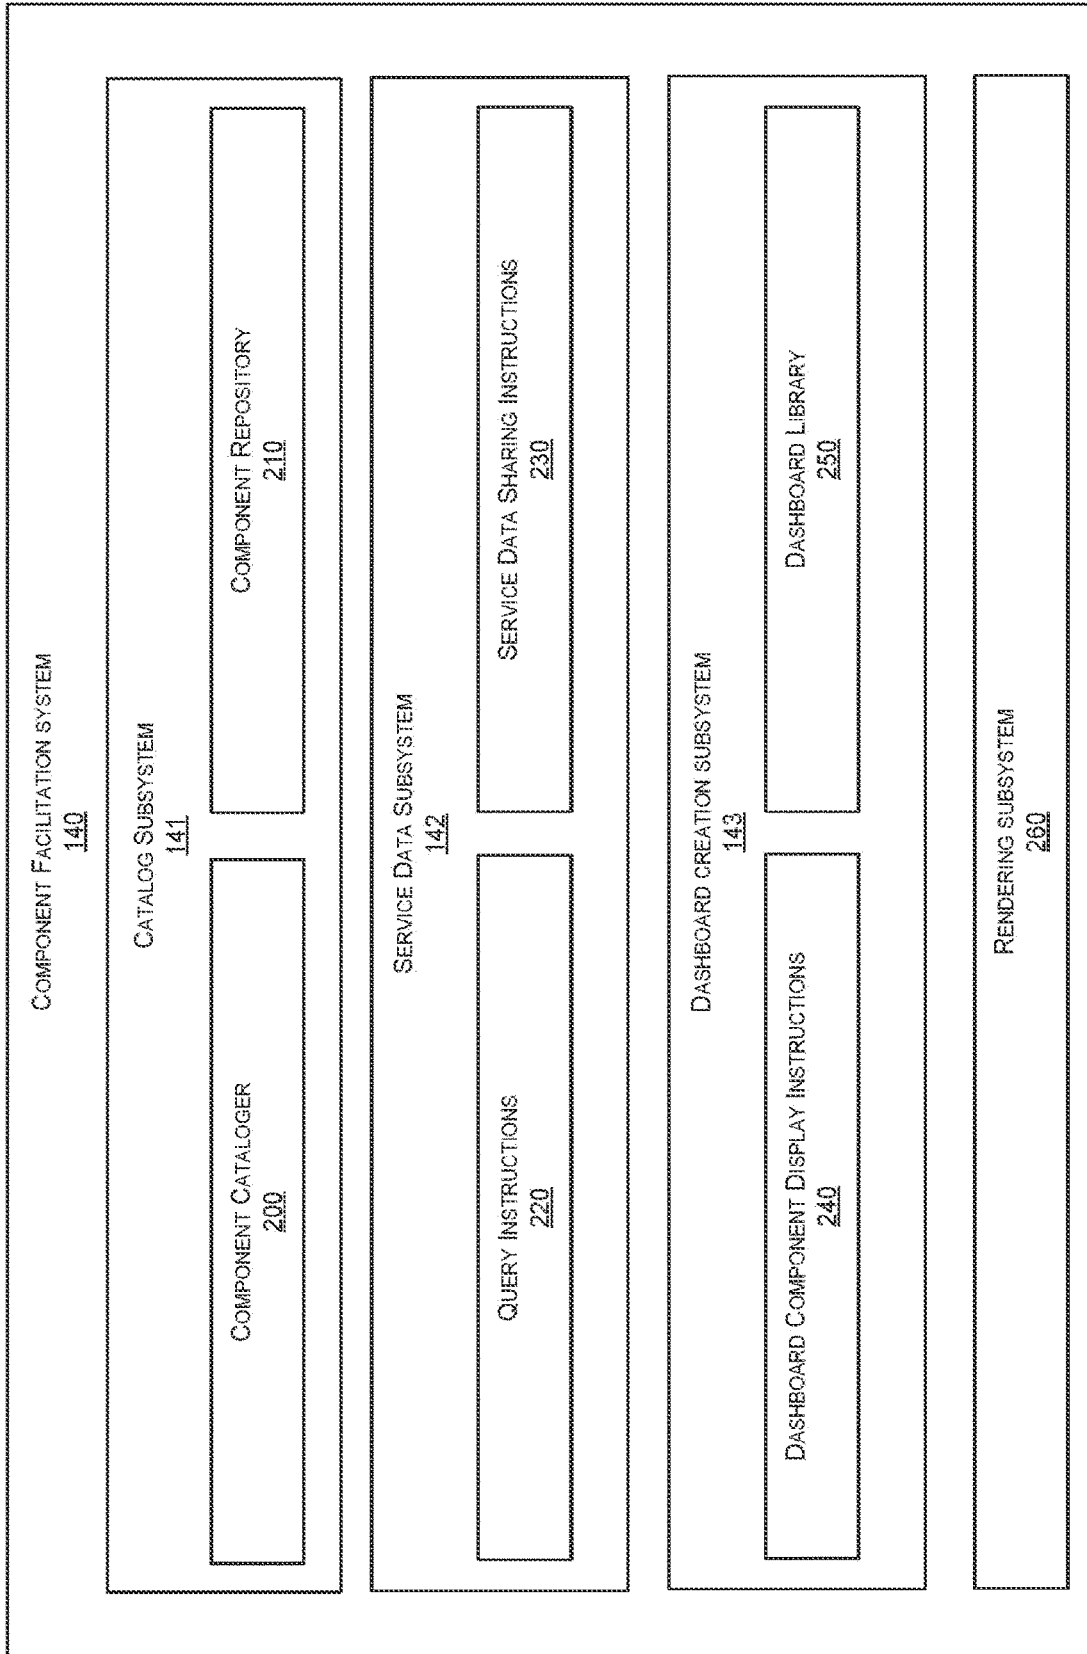 COMPONENT FACILITATION SYSTEM
140
CATALOG SUBSYSTEM
141
COMPONENT CATALOGER
200
COMPONENT REPOSITORY
210
SERVICE DATA SUBSYSTEM
142
QUERY INSTRUCTIONS
220
SERVICE DATA SHARING INSTRUCTIONS
230
DASHBOARD CREATION SUBSYSTEM
143
DASHBOARD COMPONENT DISPLAY INSTRUCTIONS
240
DASHBOARD LIBRARY
250
RENDERING SUBSYSTEM
260